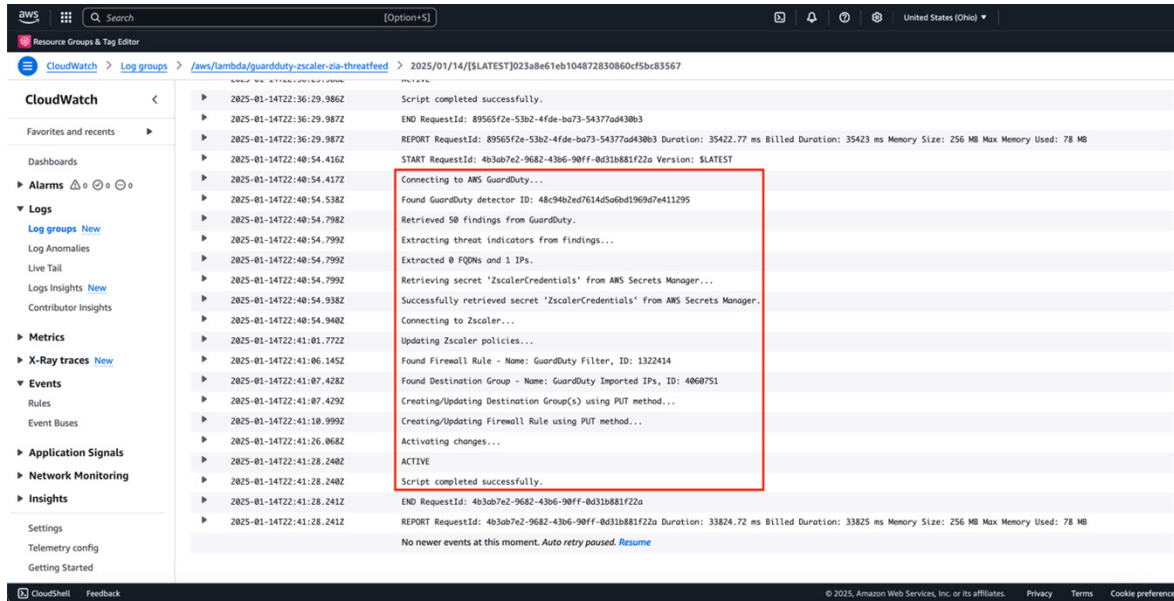 aws
Search [Option+S] United States (Ohio)
Resource Groups & Tag Editor
CloudWatch > Log groups > /aws/lambda/guardduty-zscaler-zia-threatfeed > 2025/01/14/[$LATEST]023a8e61eb104872830860cf5bc83567
CloudWatch
Favorites and recents
Dashboards
Alarms 0 0 0
Logs
Log groups New
Log Anomalies
Live Tail
Logs Insights New
Contributor Insights
Metrics
X-Ray traces New
Events
Rules
Event Buses
Application Signals
Network Monitoring
Insights
Settings
Telemetry config
Getting Started
2025-01-14T22:36:29.986Z Script completed successfully.
2025-01-14T22:36:29.987Z END RequestId: 89565f2e-53b2-4fde-ba73-54377ad430b3
2025-01-14T22:36:29.987Z REPORT RequestId: 89565f2e-53b2-4fde-ba73-54377ad430b3 Duration: 35422.77 ms Billed Duration: 35423 ms Memory Size: 256 MB Max Memory Used: 78 MB
2025-01-14T22:40:54.416Z START RequestId: 4b3ab7e2-9682-43b6-90ff-0d31b881f22a Version: $LATEST
2025-01-14T22:40:54.417Z Connecting to AWS GuardDuty...
2025-01-14T22:40:54.538Z Found GuardDuty detector ID: 48c94b2ed7614d5a6bd1969d7e411295
2025-01-14T22:40:54.798Z Retrieved 50 findings from GuardDuty.
2025-01-14T22:40:54.799Z Extracting threat indicators from findings...
2025-01-14T22:40:54.799Z Extracted 0 FQDNs and 1 IPs.
2025-01-14T22:40:54.799Z Retrieving secret 'ZscalerCredentials' from AWS Secrets Manager...
2025-01-14T22:40:54.938Z Successfully retrieved secret 'ZscalerCredentials' from AWS Secrets Manager.
2025-01-14T22:40:54.940Z Connecting to Zscaler...
2025-01-14T22:41:01.772Z Updating Zscaler policies...
2025-01-14T22:41:06.145Z Found Firewall Rule - Name: GuardDuty Filter, ID: 1322414
2025-01-14T22:41:07.428Z Found Destination Group - Name: GuardDuty Imported IPs, ID: 4060751
2025-01-14T22:41:07.429Z Creating/Updating Destination Group(s) using PUT method...
2025-01-14T22:41:10.999Z Creating/Updating Firewall Rule using PUT method...
2025-01-14T22:41:26.068Z Activating changes...
2025-01-14T22:41:28.240Z ACTIVE
2025-01-14T22:41:28.240Z Script completed successfully.
2025-01-14T22:41:28.241Z END RequestId: 4b3ab7e2-9682-43b6-90ff-0d31b881f22a
2025-01-14T22:41:28.241Z REPORT RequestId: 4b3ab7e2-9682-43b6-90ff-0d31b881f22a Duration: 33824.72 ms Billed Duration: 33825 ms Memory Size: 256 MB Max Memory Used: 78 MB
No newer events at this moment. Auto retry paused. Resume
CloudShell Feedback © 2025, Amazon Web Services, Inc. or its affiliates. Privacy Terms Cookie preference